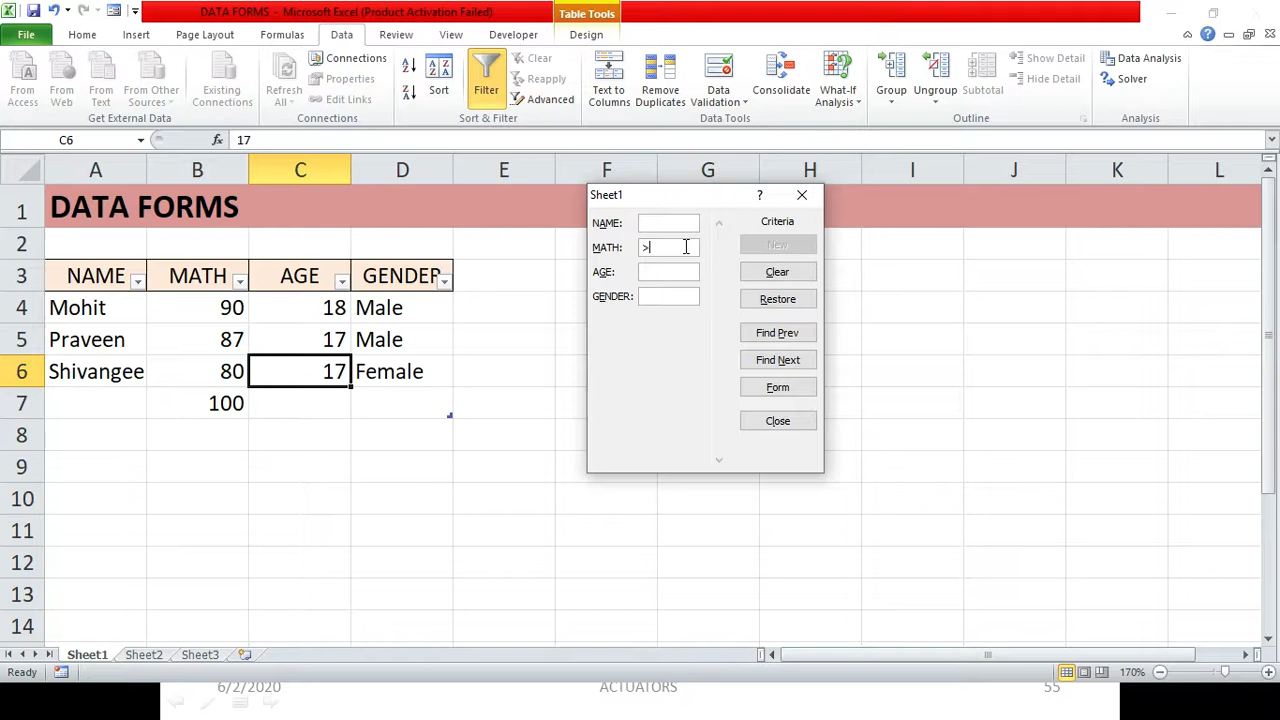 DATA FORMS - Microsoft Excel (Product Activation Failed)
Table Tools
File Home Insert Page Layout Formulas Data Review View Developer Design
From Access
From Web
From Text
From Other Sources
Get External Data
Existing Connections
Refresh All
Connections
Properties
Edit Links
Connections
Sort
Filter
Clear
Reapply
Advanced
Sort & Filter
Text to Columns
Remove Duplicates
Data Validation
Consolidate
What-If Analysis
Data Tools
Group
Ungroup
Subtotal
Show Detail
Hide Detail
Outline
Data Analysis
Solver
Analysis
C6 fx 17
A B C D E F G H I J K L
1 DATA FORMS
2
3 NAME MATH AGE GENDER
4 Mohit 90 18 Male
5 Praveen 87 17 Male
6 Shivangee 80 17 Female
7 100
8
9
10
11
12
13
14
Sheet1 ?
NAME:
MATH: >
AGE:
GENDER:
Criteria
New
Clear
Restore
Find Prev
Find Next
Form
Close
Sheet1 Sheet2 Sheet3
Ready 170%
6/2/2020 ACTUATORS 55